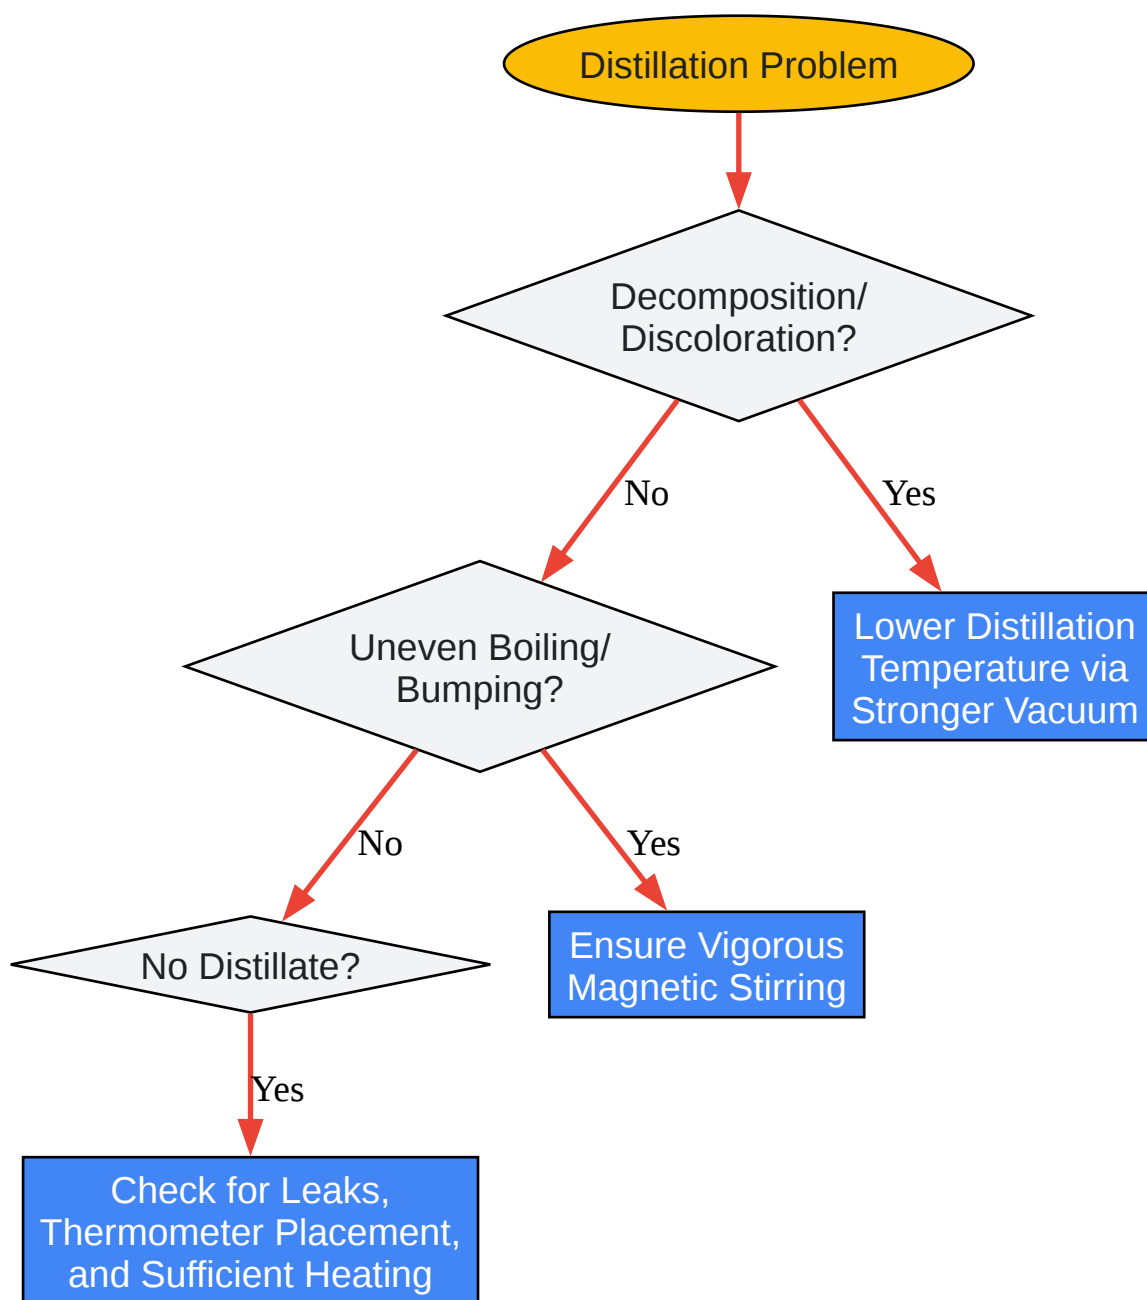 Distillation Problem
Decomposition/
Discoloration?
No
Yes
Uneven Boiling/
Bumping?
Lower Distillation
Temperature via
Stronger Vacuum
No
Yes
No Distillate?
Ensure Vigorous
Magnetic Stirring
Yes
Check for Leaks,
Thermometer Placement,
and Sufficient Heating